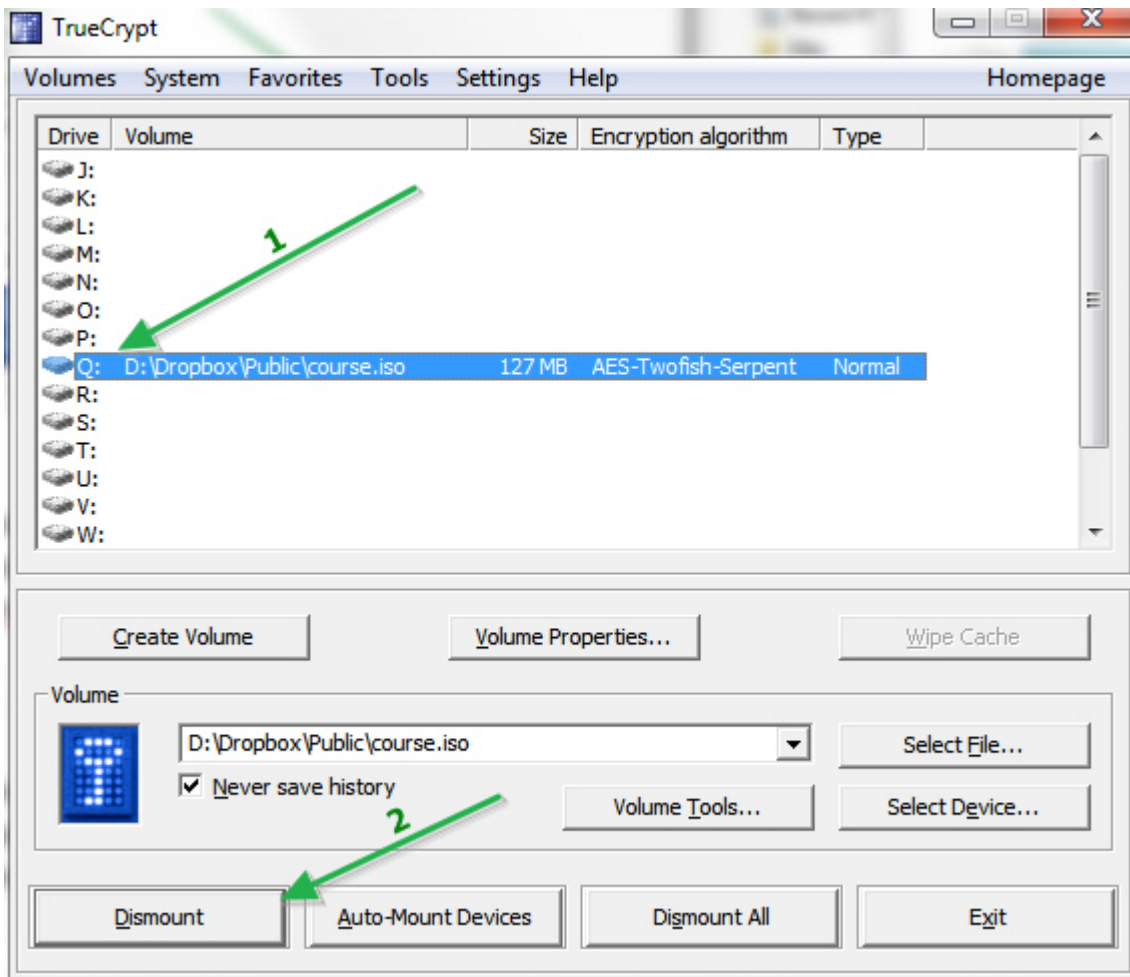 TrueCrypt
Volumes System Favorites Tools Settings Help Homepage
Drive Volume Size Encryption algorithm Type
J:
K:
L:
1
M:
N:
O:
P:
Q: D:\Dropbox\Public\course.iso 127 MB AES-Twofish-Serpent Normal
R:
S:
T:
U:
V:
W:
Create Volume Volume Properties... Wipe Cache
Volume
D:\Dropbox\Public\course.iso Select File...
Never save history
Volume Tools... Select Device...
2
Dismount Auto-Mount Devices Dismount All Exit